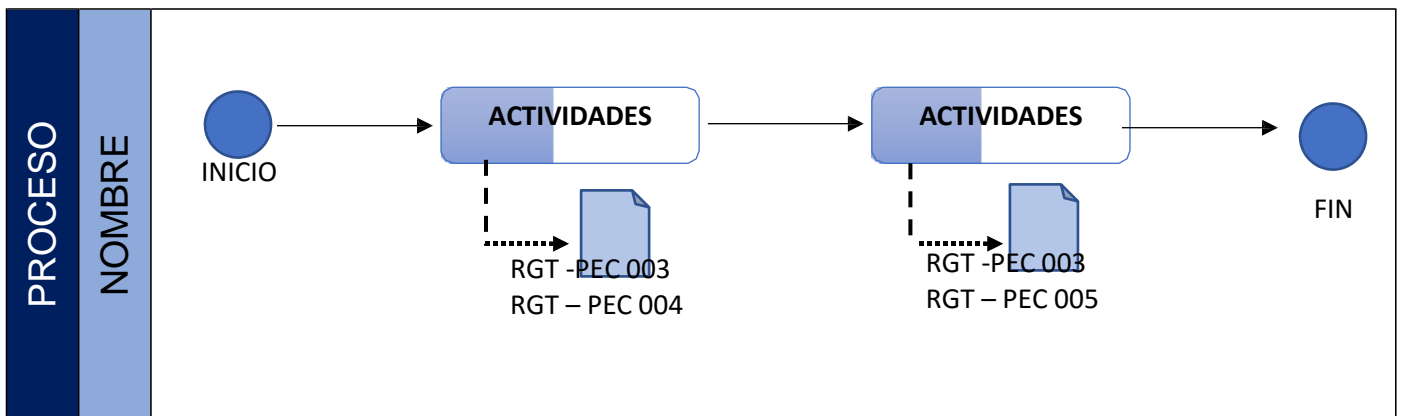 PROCESO
NOMBRE
INICIO
ACTIVIDADES
RGT -PEC 003
RGT – PEC 004
ACTIVIDADES
RGT -PEC 003
RGT – PEC 005
FIN